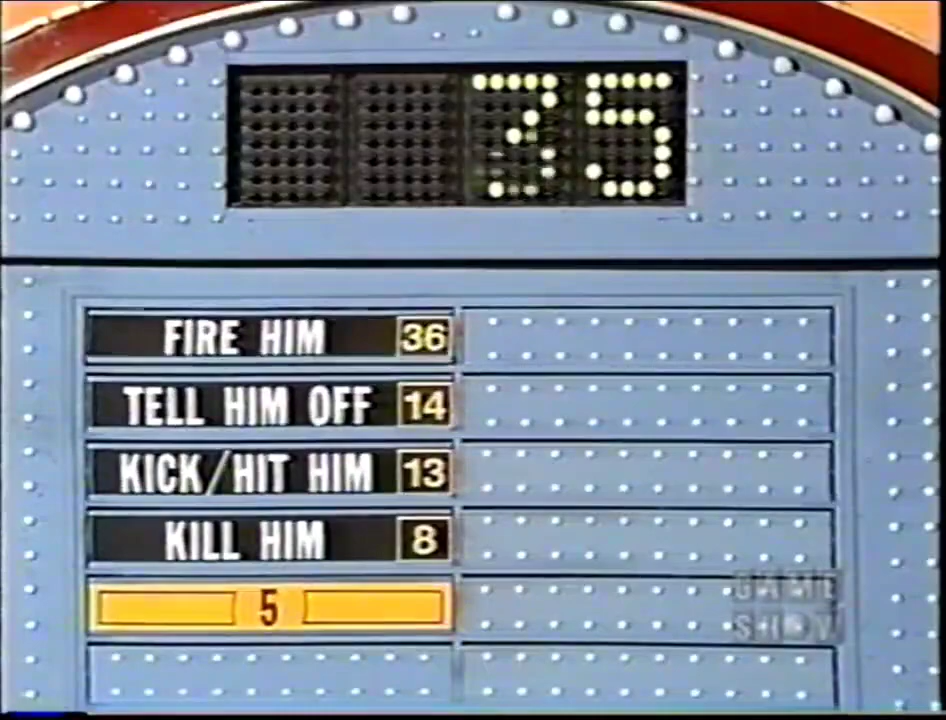 35
FIRE HIM 36
TELL HIM OFF 14
KICK/HIT HIM 13
KILL HIM 8
5
GAME
SHOW